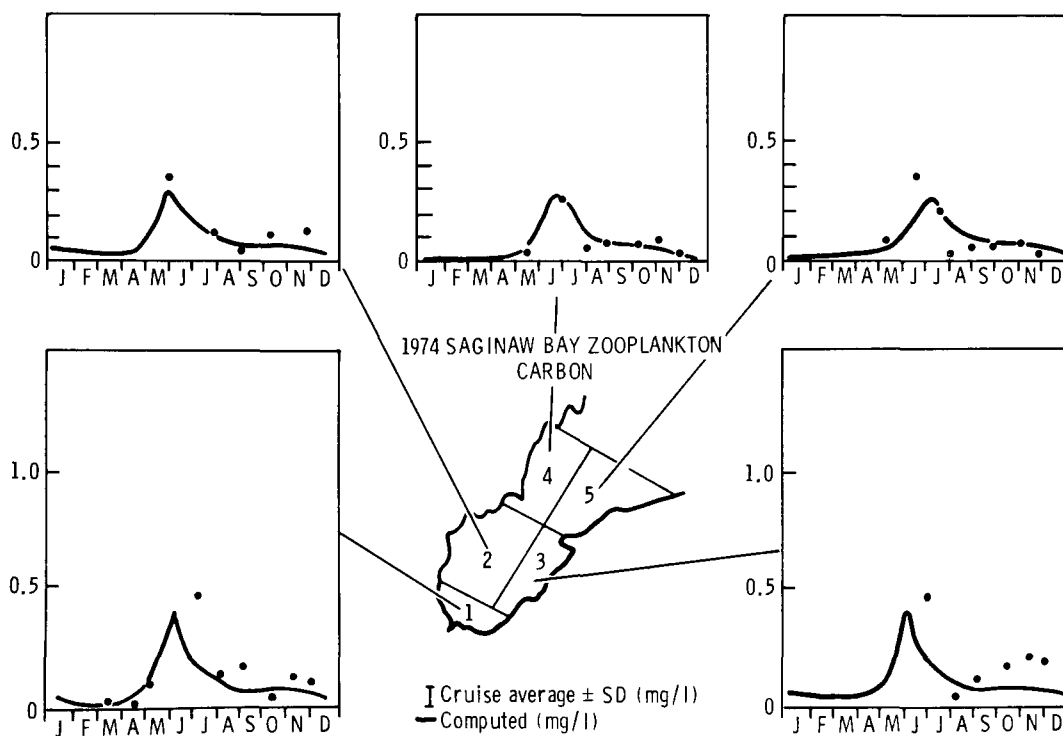 0.5
0
J F M A M J J A S O N D
0.5
0
J F M A M J J A S O N D
0.5
0
J F M A M J J A S O N D
1974 SAGINAW BAY ZOOPLANKTON
CARBON
1.0
0.5
0
J F M A M J J A S O N D
4
5
2
3
1
Cruise average ± SD (mg/l)
Computed (mg/l)
1.0
0.5
0
J F M A M J J A S O N D